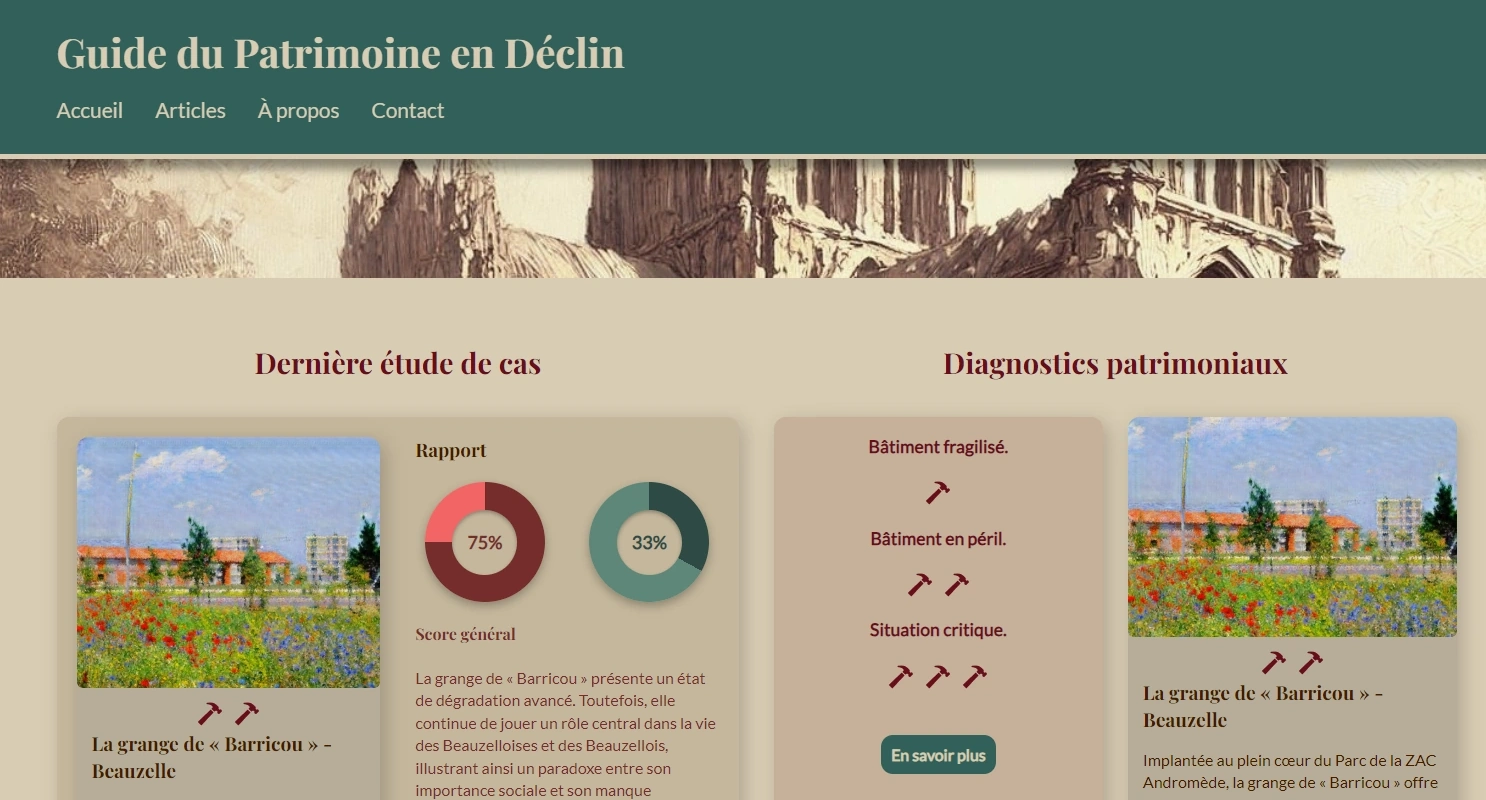 Guide du Patrimoine en Déclin
Accueil Articles À propos Contact
Dernière étude de cas
La grange de « Barricou » -
Beauzelle
Rapport
75% 33%
Score général
La grange de « Barricou » présente un état
de dégradation avancé. Toutefois, elle
continue de jouer un rôle central dans la vie
des Beauzelloises et des Beauzellois,
illustrant ainsi un paradoxe entre son
importance sociale et son manque
Diagnostics patrimoniaux
Bâtiment fragilisé.
Bâtiment en péril.
Situation critique.
En savoir plus
La grange de « Barricou » -
Beauzelle
Implantée au plein cœur du Parc de la ZAC
Andromède, la grange de « Barricou » offre